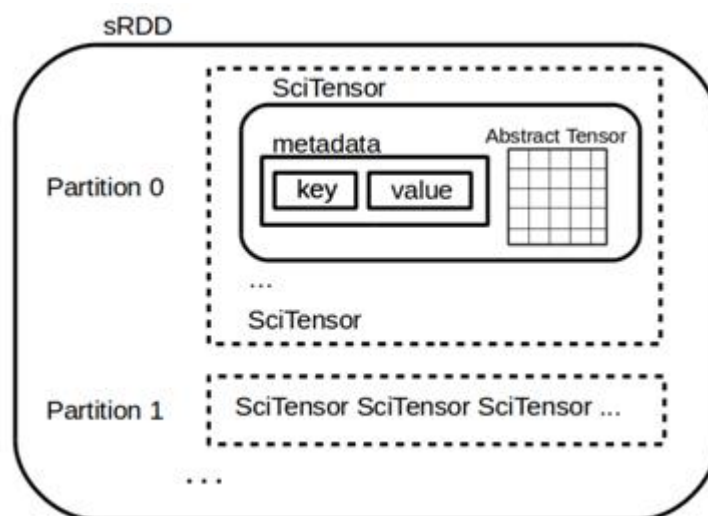 sRDD
SciTensor
Abstract Tensor
metadata
Partition 0
key value
...
SciTensor
Partition 1
SciTensor SciTensor SciTensor ...
...